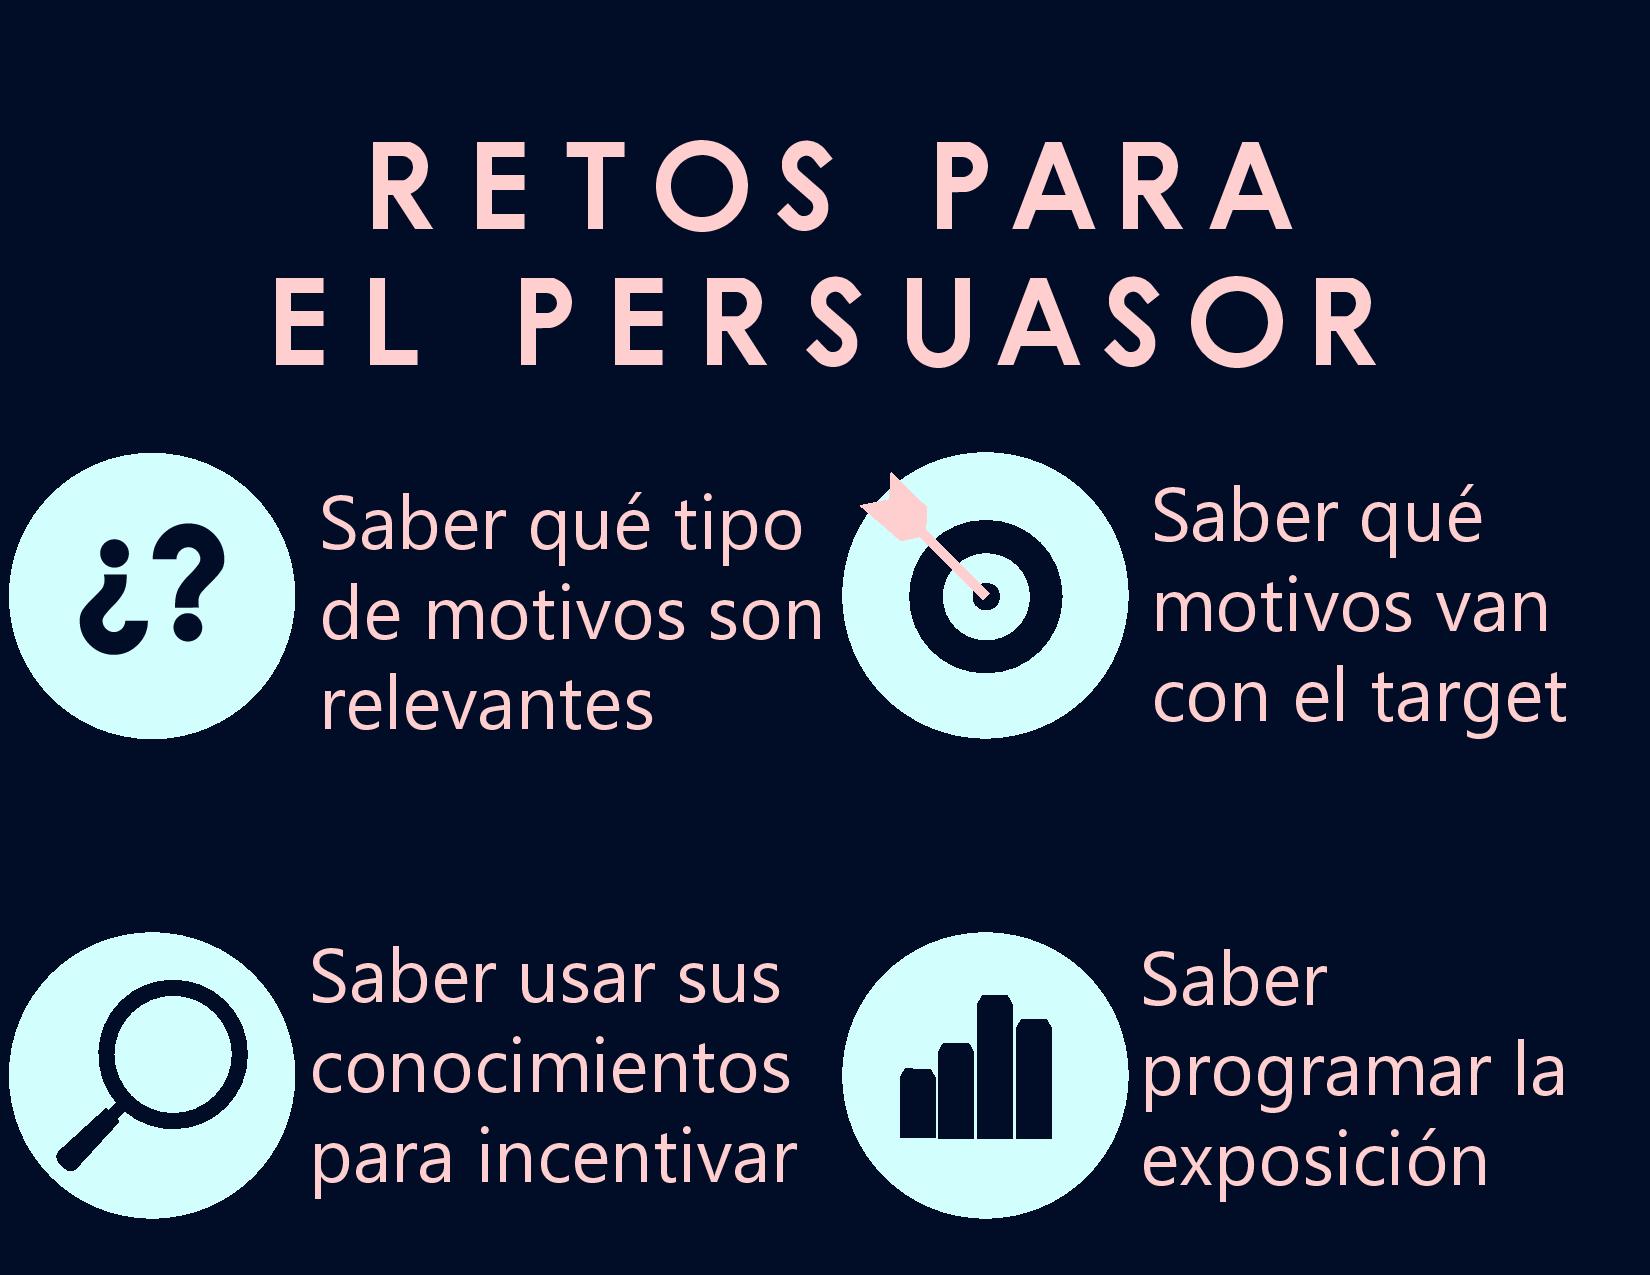 RETOS PARA
EL PERSUASOR
¿?
Saber qué tipo
de motivos son
relevantes
Saber qué
motivos van
con el target
Saber usar sus
conocimientos
para incentivar
Saber
programar la
exposición